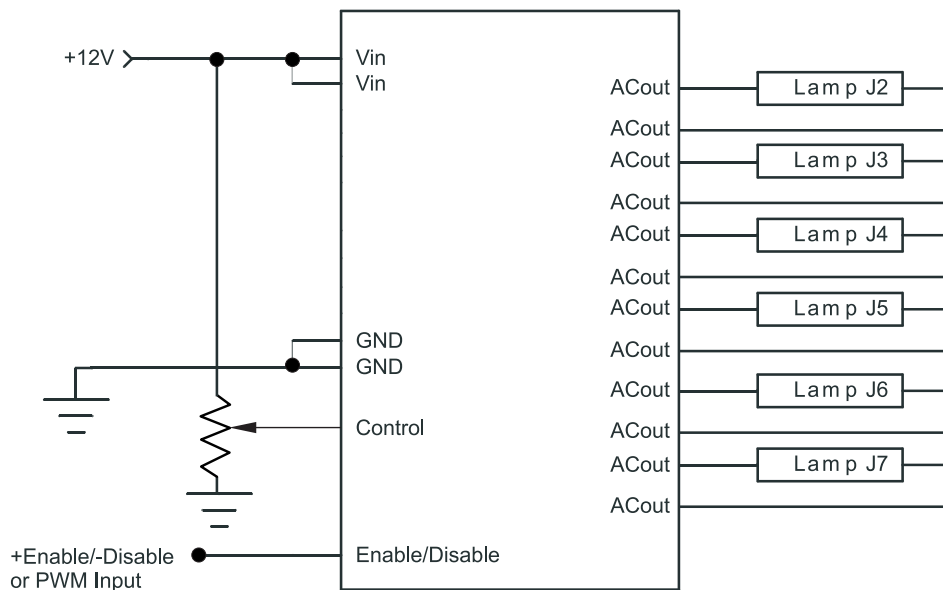 +12V
Vin
Vin
GND
GND
Control
+Enable/-Disable
or PWM Input
Enable/Disable
ACout
Lamp J2
ACout
ACout
Lamp J3
ACout
ACout
Lamp J4
ACout
ACout
Lamp J5
ACout
ACout
Lamp J6
ACout
ACout
Lamp J7
ACout